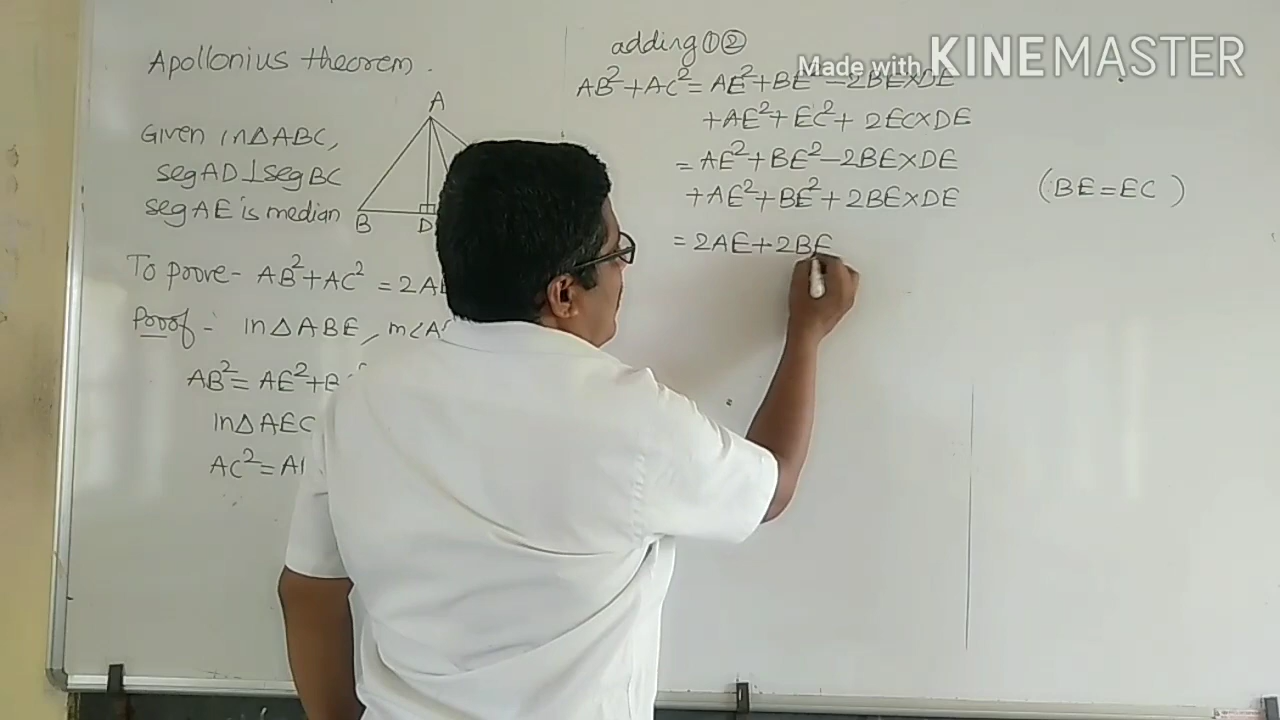 Apollonius theorem.
Given in △ABC,
seg AD ⊥ seg BC
seg AE is median
A
B
D
To prove - AB² + AC² = 2A
Proof - in △ABE, m∠A
AB² = AE² + B
in △AEC
AC² = A
adding ① ②
AB² + AC² = AE² + BE² - 2BE×DE
+ AE² + EC² + 2EC×DE
= AE² + BE² - 2BE×DE
+ AE² + BE² + 2BE×DE
(BE = EC)
= 2AE + 2BE
Made with KINEMASTER